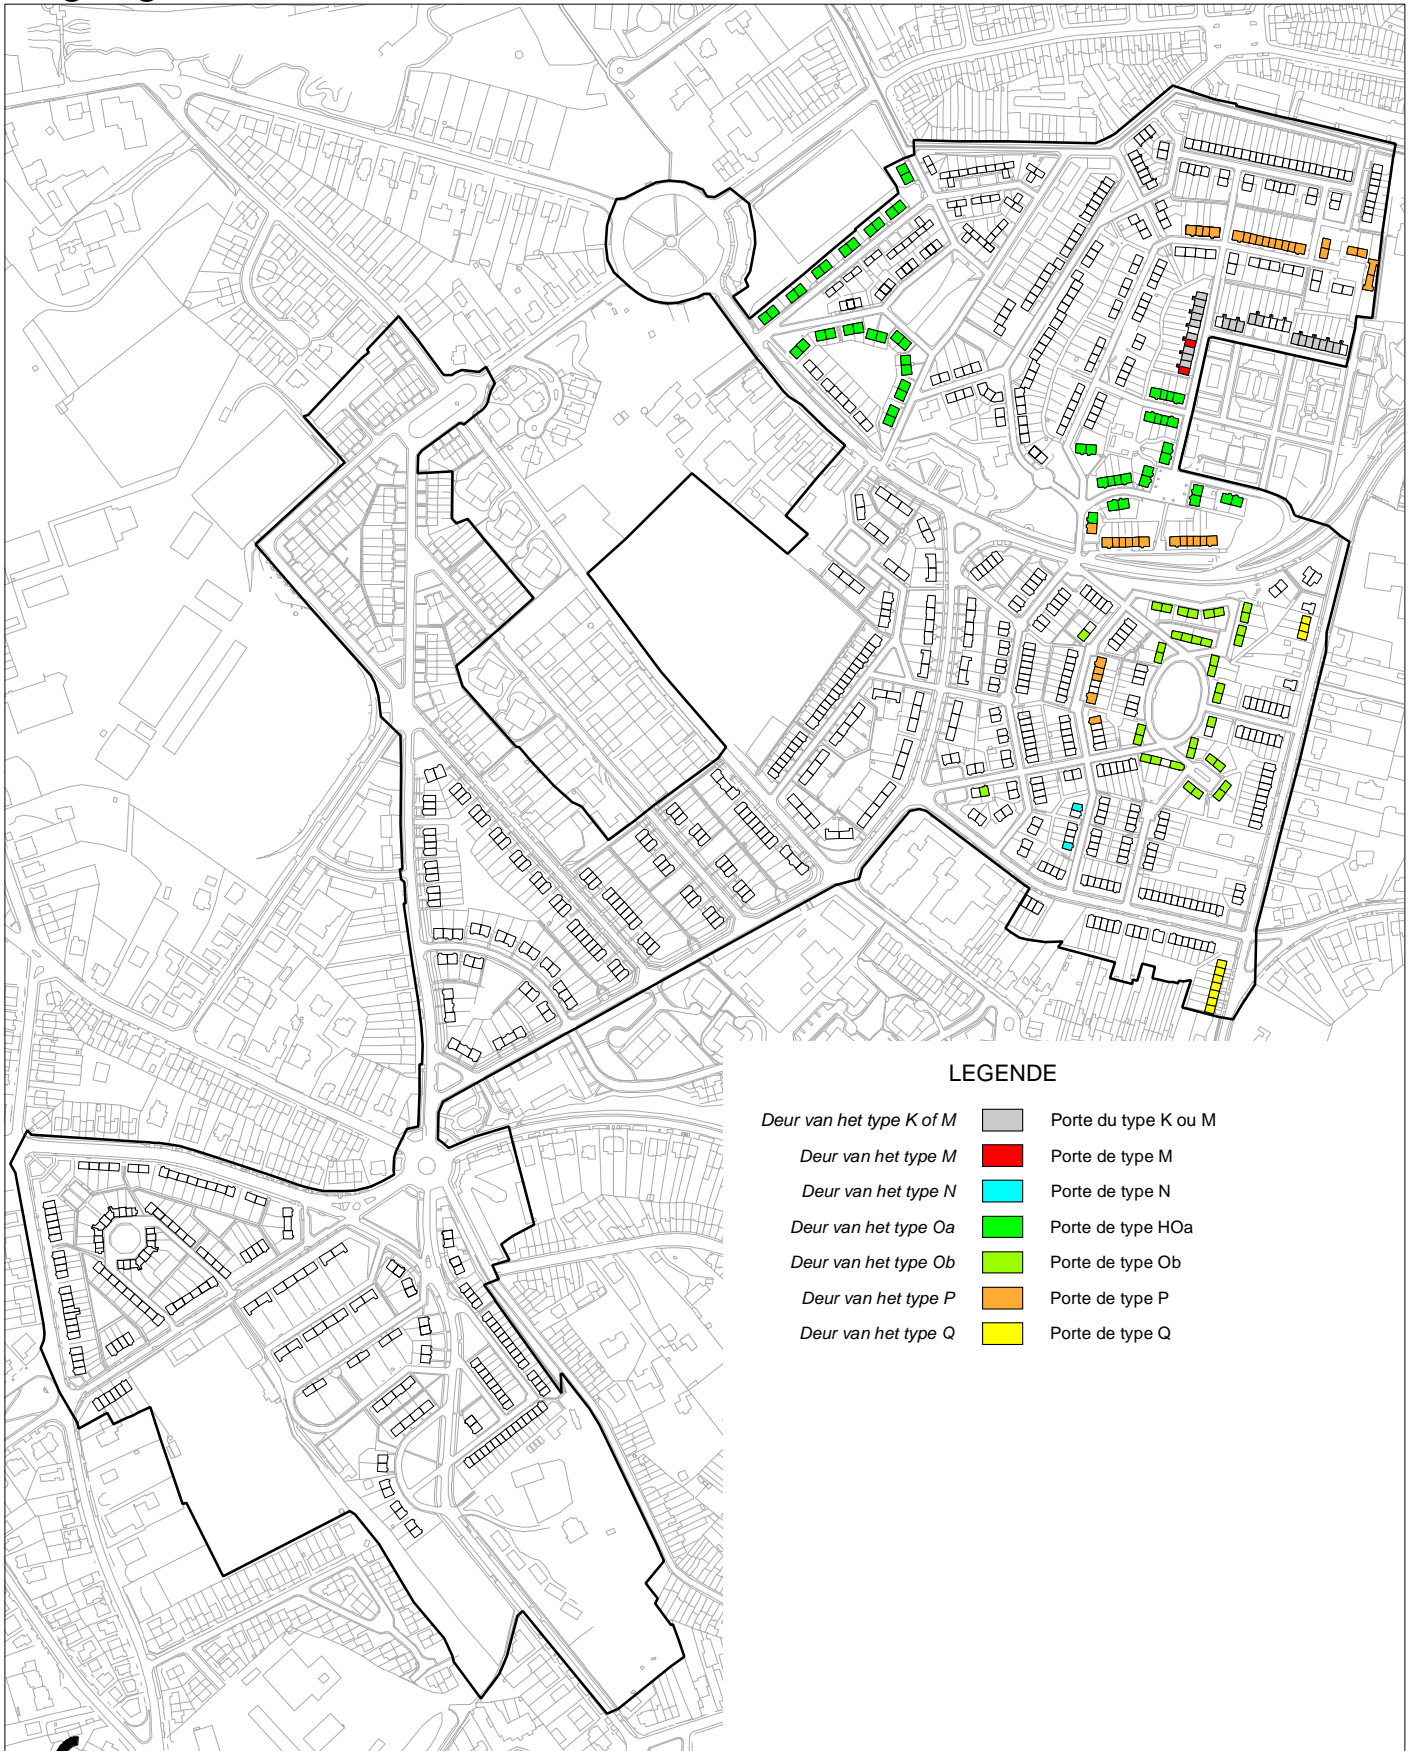 LEGENDE
Deur van het type K of M Porte du type K ou M
Deur van het type M Porte de type M
Deur van het type N Porte de type N
Deur van het type Oa Porte de type HOa
Deur van het type Ob Porte de type Ob
Deur van het type P Porte de type P
Deur van het type Q Porte de type Q